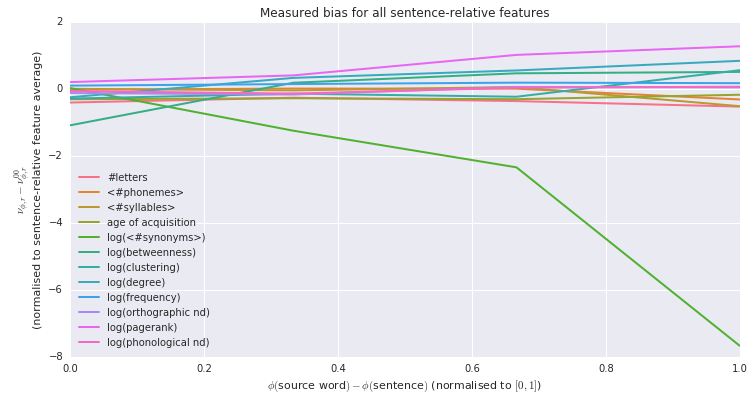 Measured bias for all sentence-relative features
2
0
−2
−4
−6
−8
ν_{ϕ,r} − ν^{00}_{ϕ,r}
(normalised to sentence-relative feature average)
#letters
<#phonemes>
<#syllables>
age of acquisition
log(<#synonyms>)
log(betweenness)
log(clustering)
log(degree)
log(frequency)
log(orthographic nd)
log(pagerank)
log(phonological nd)
0.0 0.2 0.4 0.6 0.8 1.0
ϕ(source word) − ϕ(sentence) (normalised to [0, 1])